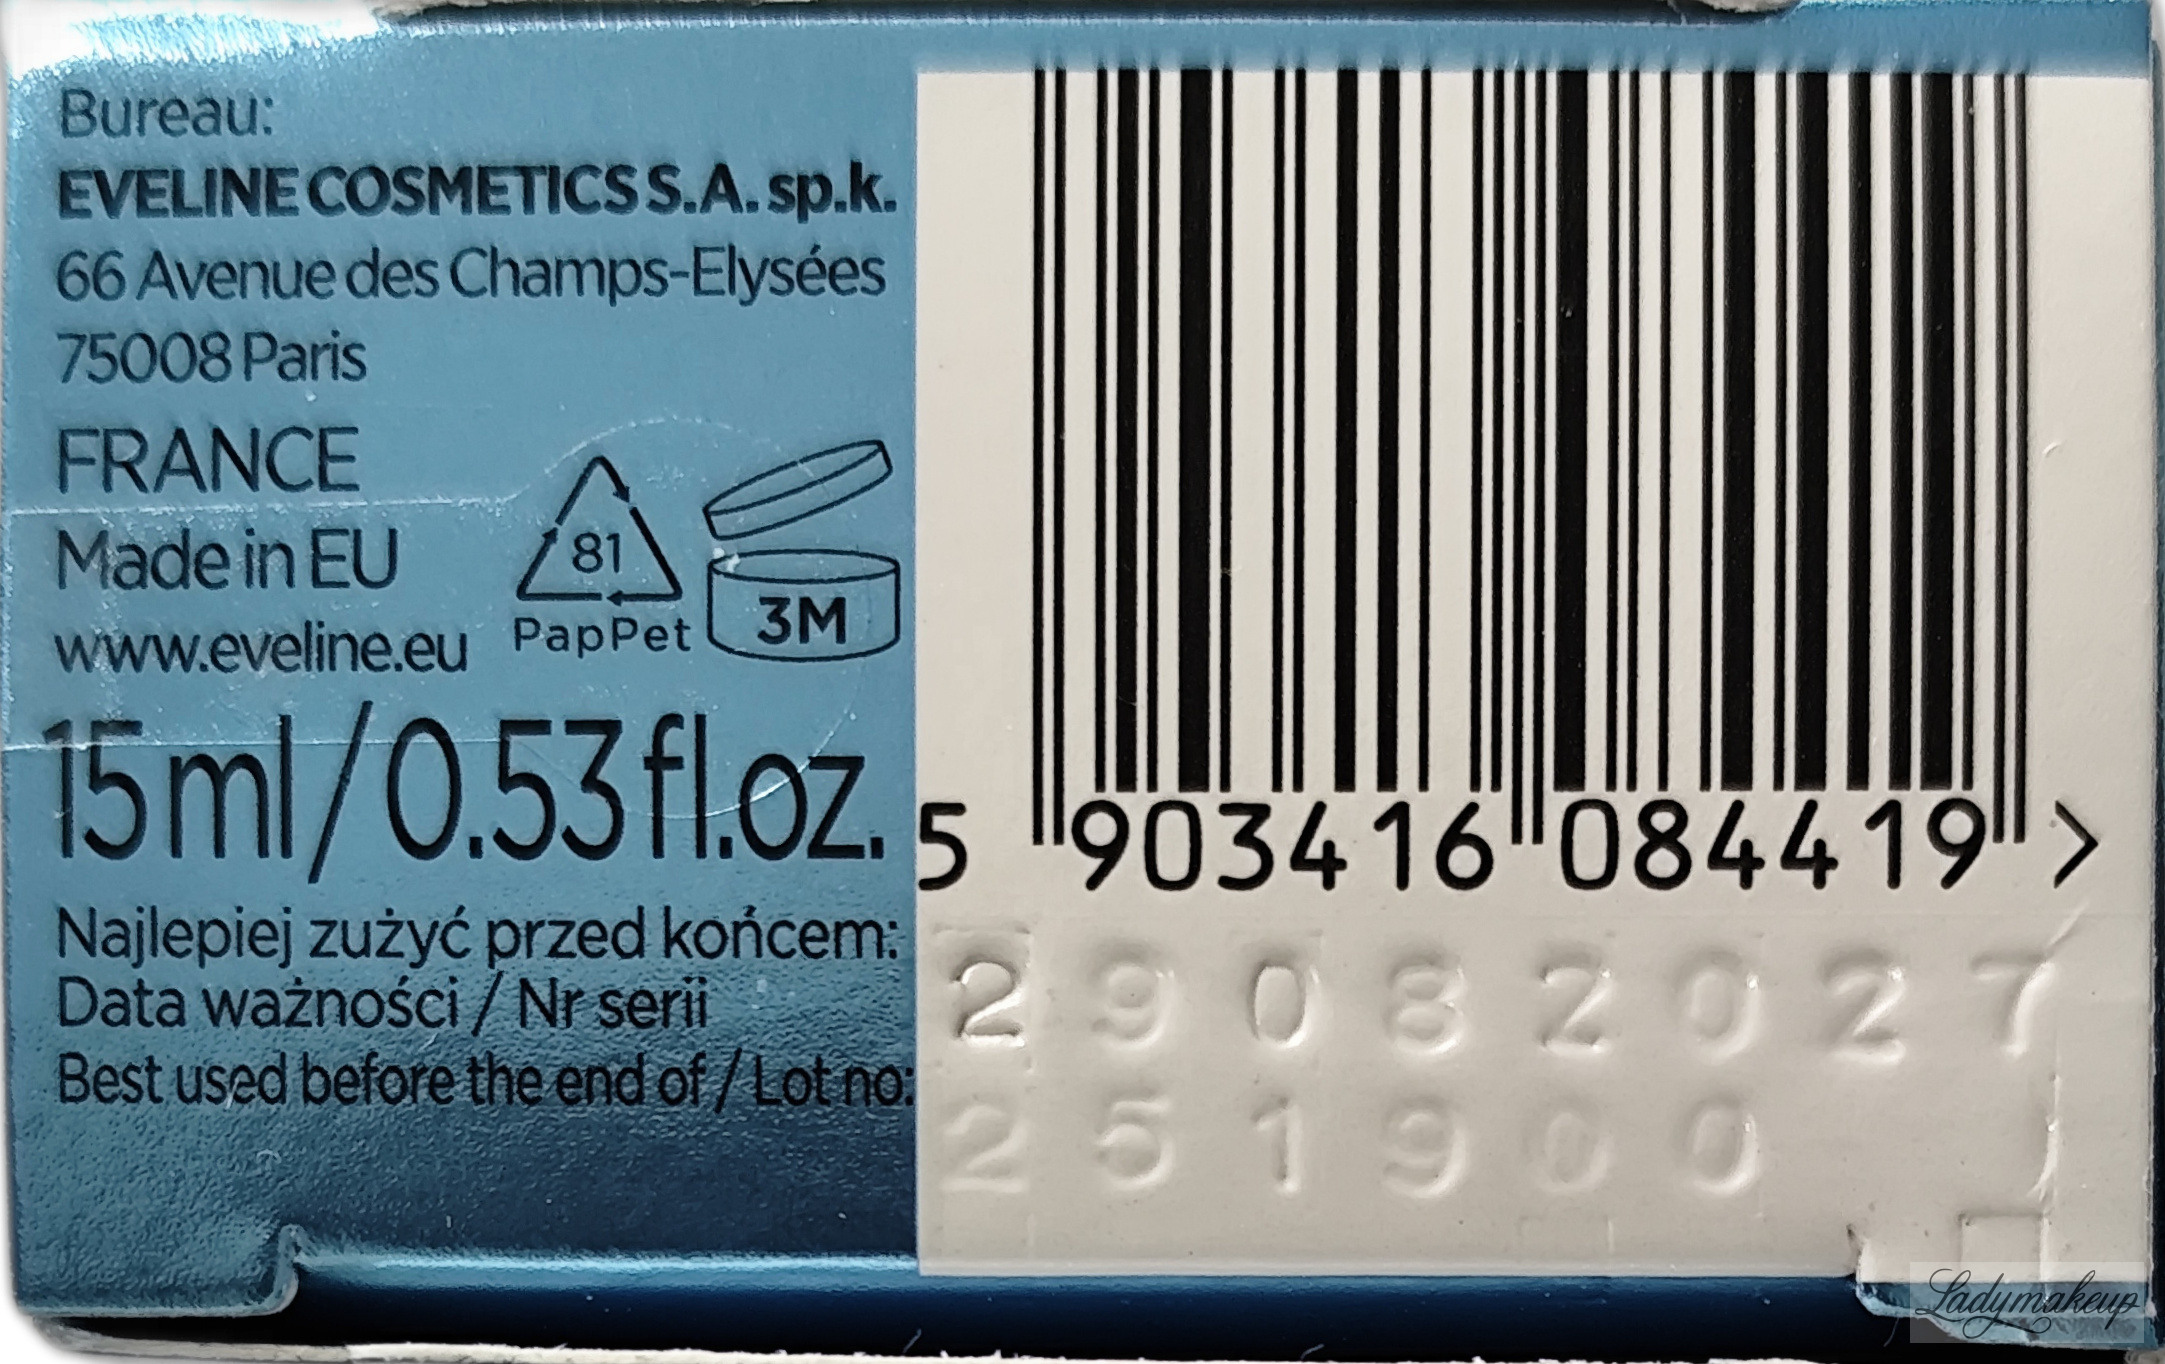 Bureau:
EVELINE COSMETICS S.A. sp.k.
66 Avenue des Champs-Elysées
75008 Paris
FRANCE
Made in EU
www.eveline.eu
81
PapPet
3M
15 ml / 0.53 fl.oz.
Najlepiej zużyć przed końcem:
Data ważności / Nr serii
Best used before the end of / Lot no:
5 903416 084419 >
29082027
251900
Ladymakeup